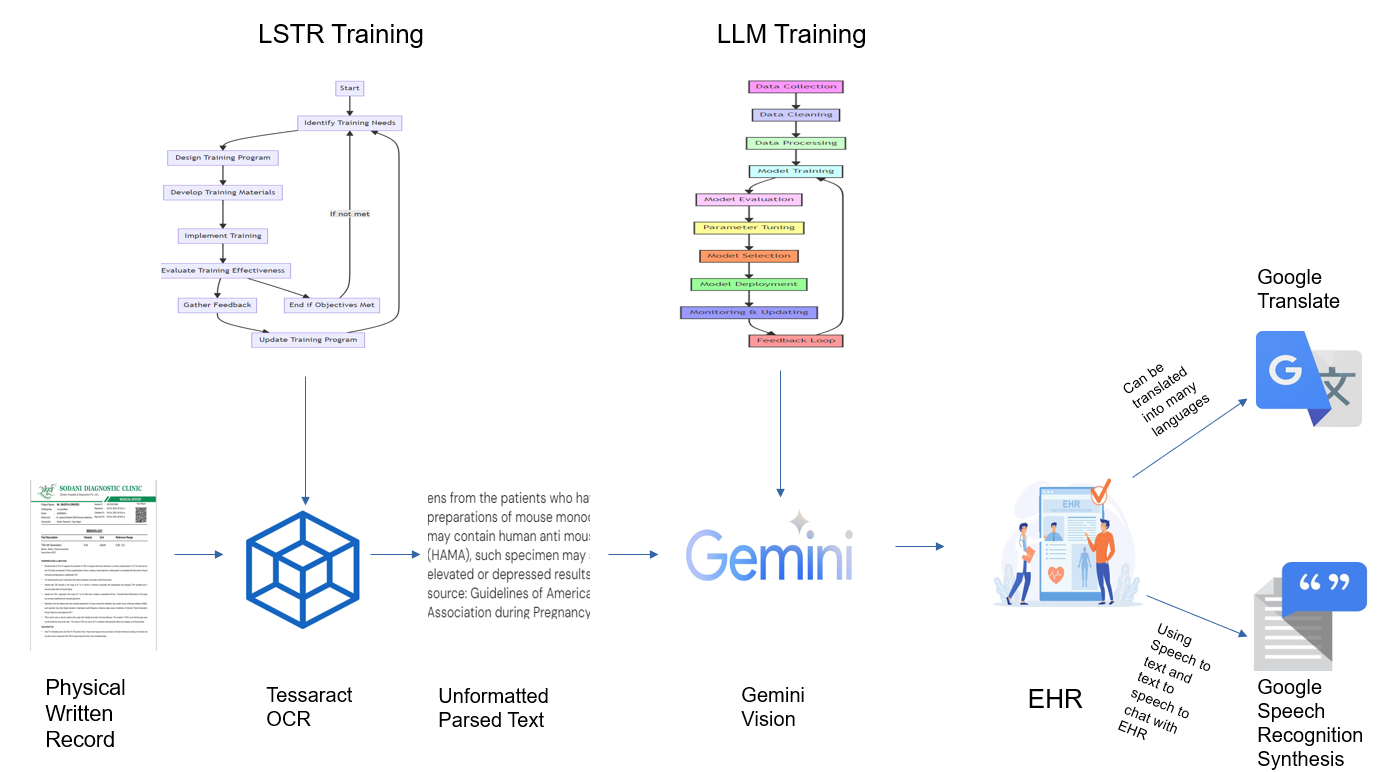 LSTR Training
LLM Training
Start
Identify Training Needs
Design Training Program
Develop Training Materials
If not met
Implement Training
Evaluate Training Effectiveness
Gather Feedback
End if Objectives Met
Update Training Program
Data Collection
Data Cleaning
Data Processing
Model Training
Model Evaluation
Parameter Tuning
Model Selection
Model Deployment
Monitoring & Updating
Feedback Loop
Google
Translate
G
文
Can be
translated
into many
languages
SODANI DIAGNOSTIC CLINIC
MEDICAL REPORT
ens from the patients who hav
preparations of mouse monoc
may contain human anti mous
(HAMA), such specimen may
elevated or depressed results
source: Guidelines of America
Association during Pregnancy
Gemini
EHR
Using
Speech to
text and
text to
speech to
chat with
EHR
Physical
Written
Record
Tessaract
OCR
Unformatted
Parsed Text
Gemini
Vision
EHR
Google
Speech
Recognition
Synthesis